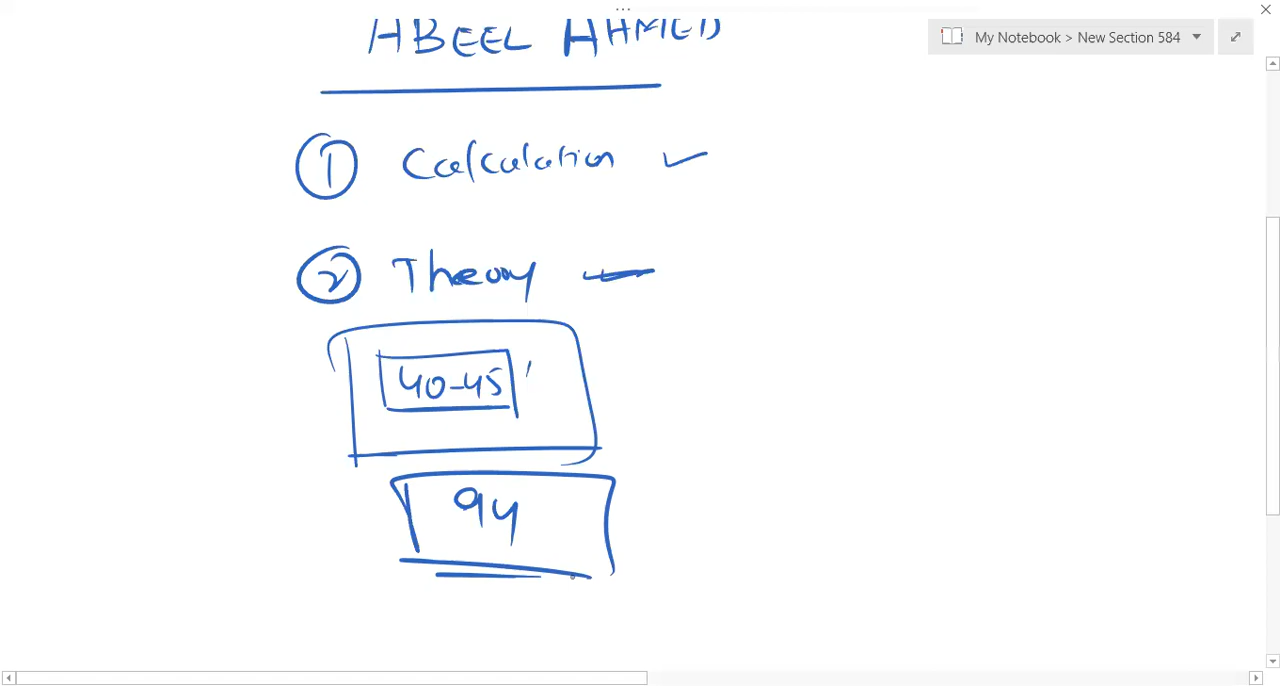 ...
My Notebook > New Section 584
ABEEL AHMED
1 Calculation
2 Theory
40-45
94